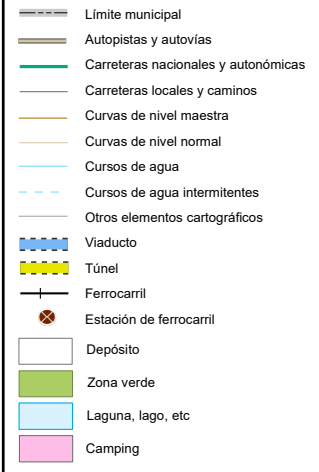 Límite municipal
Autopistas y autovías
Carreteras nacionales y autonómicas
Carreteras locales y caminos
Curvas de nivel maestra
Curvas de nivel normal
Cursos de agua
Cursos de agua intermitentes
Otros elementos cartográficos
Viaducto
Túnel
Ferrocarril
Estación de ferrocarril
Depósito
Zona verde
Laguna, lago, etc
Camping